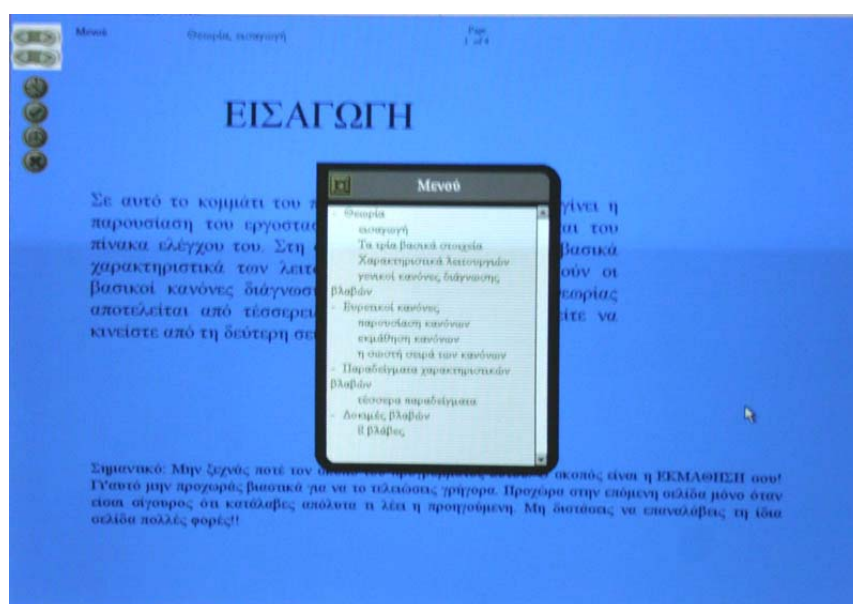 Μενού
Θεωρία, εισαγωγή
Page
1 of 4
ΕΙΣΑΓΩΓΗ
Σε αυτό το κομμάτι του γίνει η
παρουσίαση του εργοστασ αι του
πίνακα ελέγχου του. Στη βασικά
χαρακτηριστικά των λειτο ούν οι
βασικοί κανόνες διάγνωσ εωρίας
αποτελείται από τέσσερει είτε να
κινείστε από τη δεύτερη σε
Μενού
- Θεωρία
εισαγωγή
Τα τρία βασικά στοιχεία
Χαρακτηριστικά λειτουργιών
γενικοί κανόνες διάγνωσης
βλαβών
- Ευρετικοί κανόνες
παρουσίαση κανόνων
εκμάθηση κανόνων
η σωστή σειρά των κανόνων
- Παραδείγματα χαρακτηριστικών
βλαβών
τέσσερα παραδείγματα
- Δοκιμές βλαβών
βλάβες
Σημαντικό: Μην ξεχνάς ποτέ τον σκοπός είναι η ΕΚΜΑΘΗΣΗ σου!
Γι'αυτό μην προχωράς βιαστικά για να το τελειώσεις γρήγορα. Προχώρα στην επόμενη σελίδα μόνο όταν
είσαι σίγουρος ότι κατάλαβες απόλυτα τι λέει η προηγούμενη. Μη διστάσεις να επαναλάβεις τη ίδια
σελίδα πολλές φορές!!